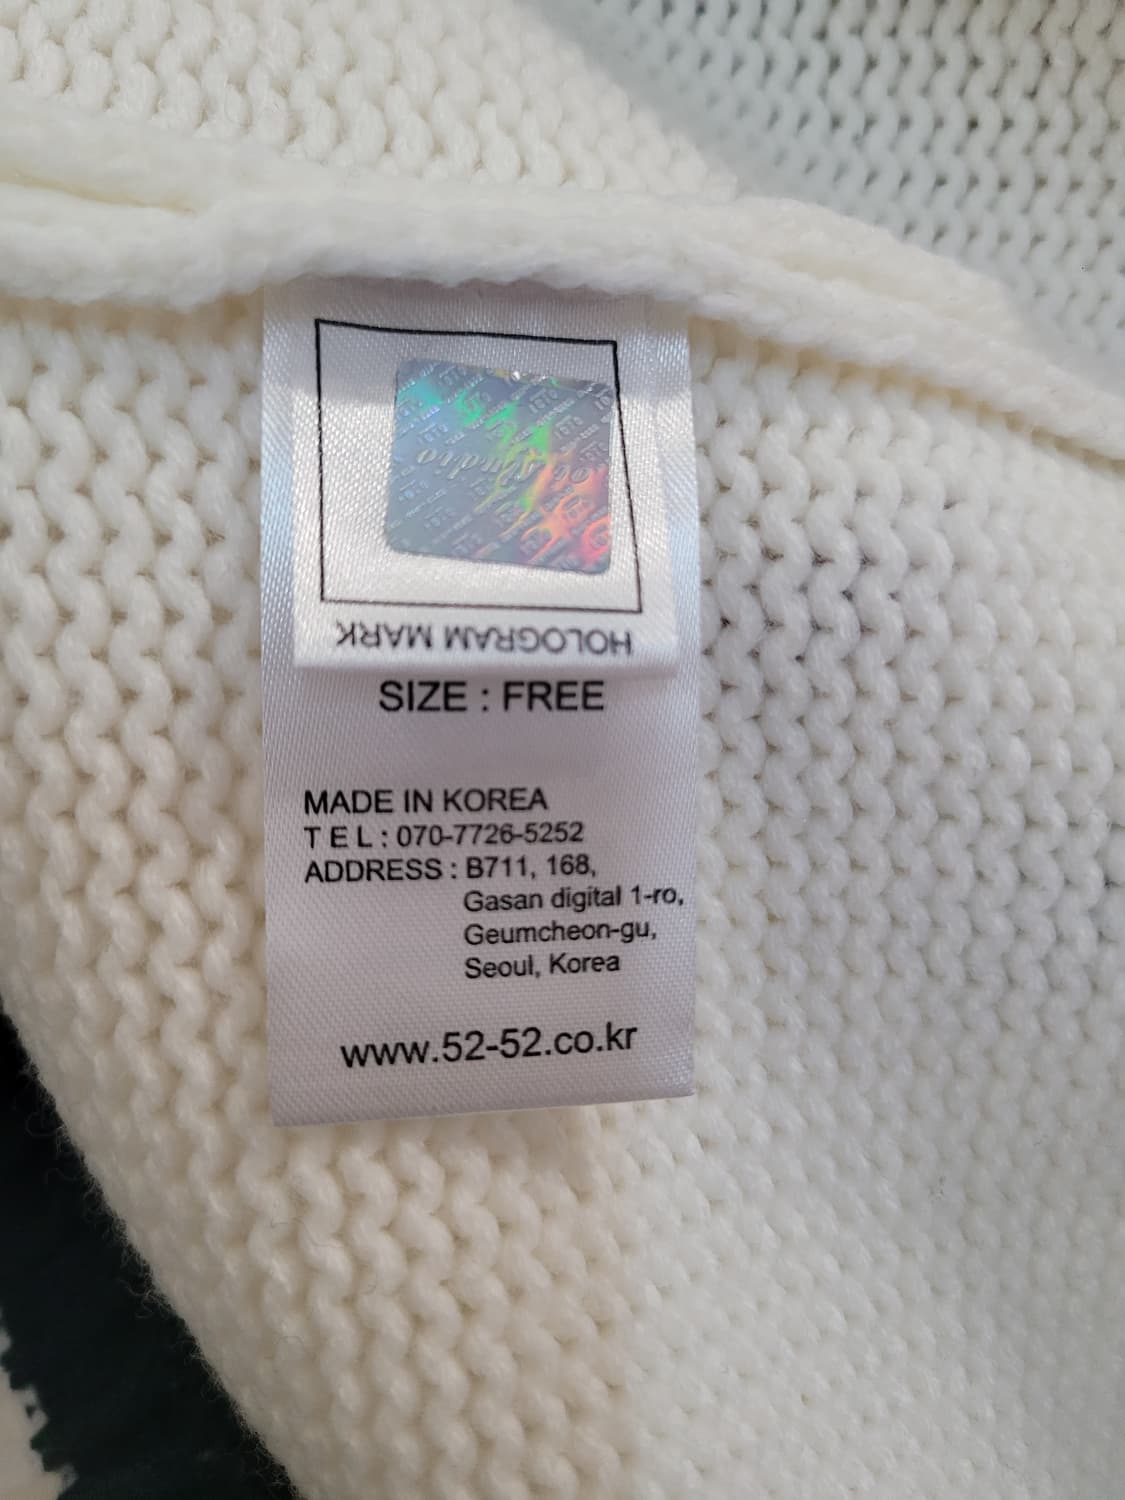 HOLOGRAM MARK
SIZE : FREE
MADE IN KOREA
T E L : 070-7726-5252
ADDRESS : B711, 168,
Gasan digital 1-ro,
Geumcheon-gu,
Seoul, Korea
www.52-52.co.kr